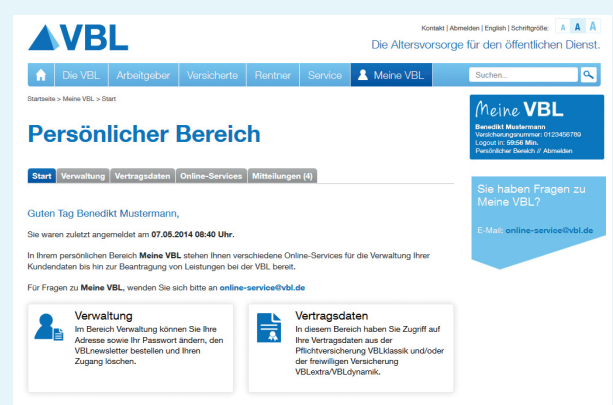 VBL
Kontakt | Abmelden | English | Schriftgröße: A A A
Die Altersvorsorge für den öffentlichen Dienst.
Die VBL Arbeitgeber Versicherte Rentner Service Meine VBL
Suchen..
Startseite > Meine VBL > Start
Persönlicher Bereich
Start Verwaltung Vertragsdaten Online-Services Mitteilungen (4)
Guten Tag Benedikt Mustermann,
Sie waren zuletzt angemeldet am 07.05.2014 08:40 Uhr.
In Ihrem persönlichen Bereich Meine VBL stehen Ihnen verschiedene Online-Services für die Verwaltung Ihrer
Kundendaten bis hin zur Beantragung von Leistungen bei der VBL bereit.
Für Fragen zu Meine VBL, wenden Sie sich bitte an online-service@vbl.de
Verwaltung
Im Bereich Verwaltung können Sie Ihre
Adresse sowie Ihr Passwort ändern, den
VBLnewsletter bestellen und Ihren
Zugang löschen.
Vertragsdaten
In diesem Bereich haben Sie Zugriff auf
Ihre Vertragsdaten aus der
Pflichtversicherung VBLklassik und/oder
der freiwilligen Versicherung
VBLextra/VBLdynamik.
Meine VBL
Benedikt Mustermann
Versicherungsnummer: 0123456789
Logout in: 59:56 Min.
Persönlicher Bereich // Abmelden
Sie haben Fragen zu
Meine VBL?
E-Mail: online-service@vbl.de